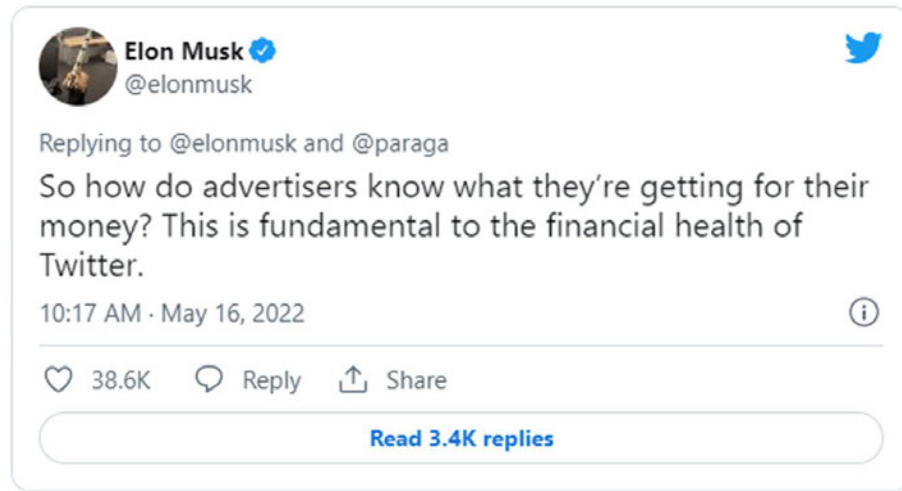 Elon Musk
@elonmusk
Replying to @elonmusk and @paraga
So how do advertisers know what they're getting for their
money? This is fundamental to the financial health of
Twitter.
10:17 AM · May 16, 2022
38.6K Reply Share
Read 3.4K replies